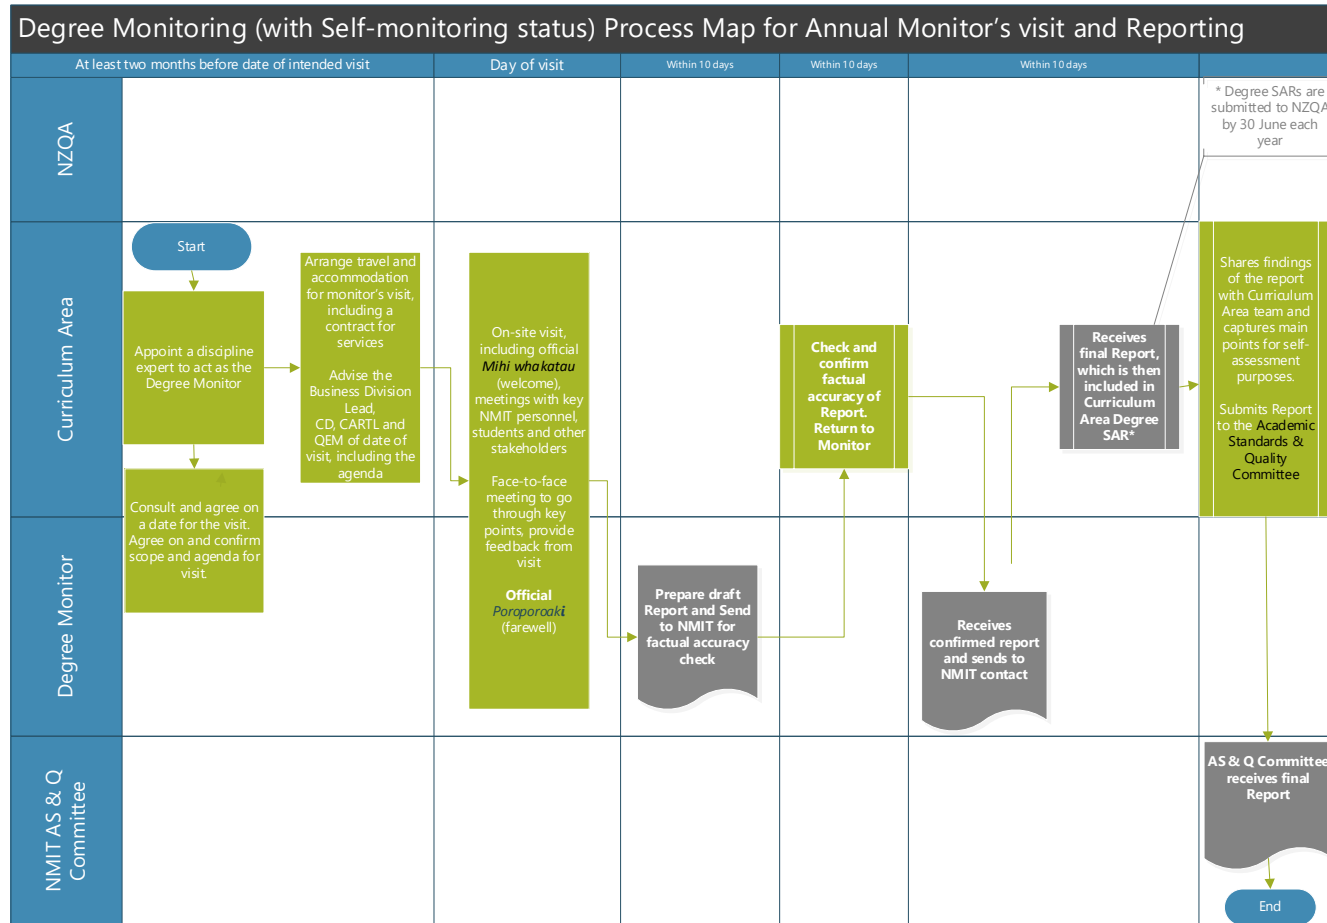 Degree Monitoring (with Self-monitoring status) Process Map for Annual Monitor's visit and Reporting
At least two months before date of intended visit
Day of visit
Within 10 days
Within 10 days
Within 10 days
NZQA
* Degree SARs are
submitted to NZQA
by 30 June each
year
Curriculum Area
Start
Appoint a discipline
expert to act as the
Degree Monitor
Consult and agree on
a date for the visit.
Agree on and confirm
scope and agenda for
visit.
Arrange travel and
accommodation
for monitor's visit,
including a
contract for
services
Advise the
Business Division
Lead,
CD, CARTL and
QEM of date of
visit, including the
agenda
On-site visit,
including official
Mihi whakatau
(welcome),
meetings with key
NMIT personnel,
students and other
stakeholders
Face-to-face
meeting to go
through key
points, provide
feedback from
visit
Official
Poroporoaki
(farewell)
Check and
confirm
factual
accuracy of
Report.
Return to
Monitor
Receives
final Report,
which is then
included in
Curriculum
Area Degree
SAR*
Shares findings
of the report
with Curriculum
Area team and
captures main
points for self-
assessment
purposes.
Submits Report
to the Academic
Standards &
Quality
Committee
Degree Monitor
Prepare draft
Report and Send
to NMIT for
factual accuracy
check
Receives
confirmed report
and sends to
NMIT contact
NMIT AS & Q
Committee
AS & Q Committee
receives final
Report
End